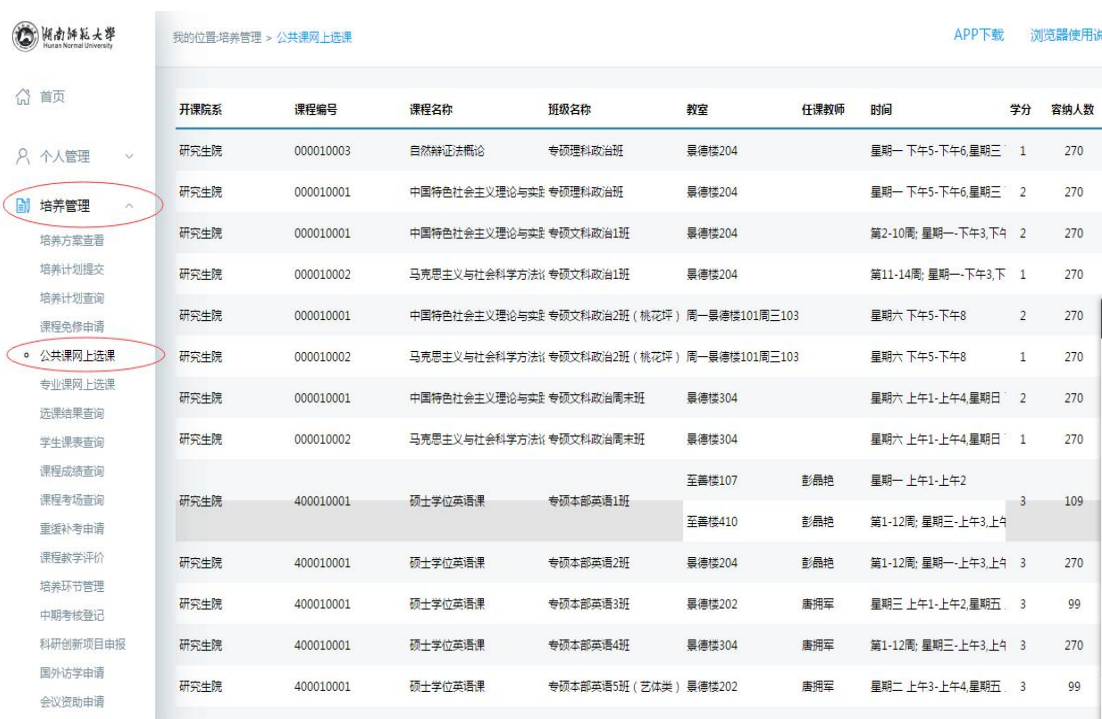 湖南师范大学
Hunan Normal University
我的位置:培养管理 > 公共课网上选课
APP下载 浏览器使用说
首页
个人管理
培养管理
培养方案查看
培养计划提交
培养计划查询
课程免修申请
公共课网上选课
专业课网上选课
选课结果查询
学生课表查询
课程成绩查询
课程考场查询
重缓补考申请
课程教学评价
培养环节管理
中期考核登记
科研创新项目申报
国外访学申请
会议资助申请
开课院系 课程编号 课程名称 班级名称 教室 任课教师 时间 学分 容纳人数
研究生院 000010003 自然辩证法概论 专硕理科政治班 景德楼204 星期一 下午5-下午6,星期三 1 270
研究生院 000010001 中国特色社会主义理论与实 专硕理科政治班 景德楼204 星期一 下午5-下午6,星期三 2 270
研究生院 000010001 中国特色社会主义理论与实 专硕文科政治1班 景德楼204 第2-10周; 星期一-下午3,下午 2 270
研究生院 000010002 马克思主义与社会科学方法论 专硕文科政治1班 景德楼204 第11-14周; 星期一-下午3,下 1 270
研究生院 000010001 中国特色社会主义理论与实 专硕文科政治2班（桃花坪） 周一景德楼101周三103 星期六 下午5-下午8 2 270
研究生院 000010002 马克思主义与社会科学方法论 专硕文科政治2班（桃花坪） 周一景德楼101周三103 星期六 下午5-下午8 1 270
研究生院 000010001 中国特色社会主义理论与实 专硕文科政治周末班 景德楼304 星期六 上午1-上午4,星期日 2 270
研究生院 000010002 马克思主义与社会科学方法论 专硕文科政治周末班 景德楼304 星期六 上午1-上午4,星期日 1 270
至善楼107 彭晶艳 星期一 上午1-上午2
研究生院 400010001 硕士学位英语课 专硕本部英语1班 3 109
至善楼410 彭晶艳 第1-12周; 星期三-上午3,上午
研究生院 400010001 硕士学位英语课 专硕本部英语2班 景德楼204 彭晶艳 第1-12周; 星期一-上午3,上午 3 270
研究生院 400010001 硕士学位英语课 专硕本部英语3班 景德楼202 唐拥军 星期三 上午1-上午2,星期五 3 99
研究生院 400010001 硕士学位英语课 专硕本部英语4班 景德楼304 唐拥军 第1-12周; 星期三-上午3,上午 3 270
研究生院 400010001 硕士学位英语课 专硕本部英语5班（艺体类） 景德楼202 唐拥军 星期二 上午3-上午4,星期五 3 99